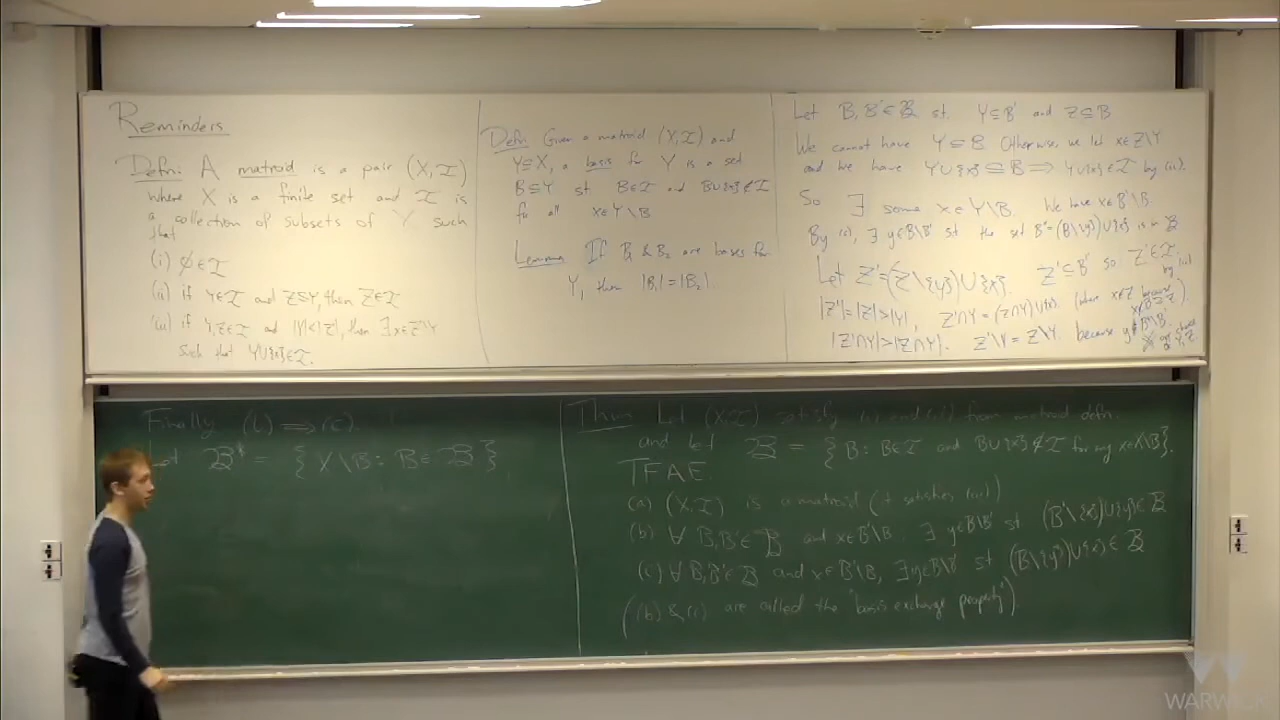 Reminders
Defn: A matroid is a pair (X,I)
where X is a finite set and I is
a collection of subsets of X such
that
(i) ∅∈I
(ii) if Y∈I and Z⊆Y, then Z∈I
(iii) if Y,Z∈I and |Y|<|Z|, then ∃x∈Z\Y
such that Y∪{x}∈I.
Defn Given a matroid (X,I) and
Y⊆X, a basis for Y is a set
B⊆Y st B∈I and B∪{x}∉I
for all x∈Y\B
Lemma If B₁ & B₂ are bases for
Y, then |B₁|=|B₂|.
Let B, B'∈𝓑 st. Y⊆B' and Z⊆B
We cannot have Y⊆B. Otherwise, we let x∈Z\Y
and we have Y∪{x}⊆B ⟹ Y∪{x}∈I by (ii).
So ∃ some x∈Y\B. We have x∈B'\B.
By (c), ∃ y∈B\B' st the set B''=(B\{y})∪{x} is in 𝓑
Let Z'=(Z\{y})∪{x}. Z'⊆B'' so Z'∈I
by (ii)
|Z'|=|Z|>|Y|, Z'∩Y=(Z∩Y)∪{x}. because
|Z'∩Y|>|Z∩Y|. Z'\Y = Z\Y. because y∉B'
Finally (b) ⟹ (c).
Let 𝓑* = {X\B : B∈𝓑}
Thm Let (X,I) satisfy (i) and (ii) from matroid defn.
and let 𝓑 = {B: B∈I and B∪{x}∉I for any x∈X\B}.
TFAE.
(a) (X,I) is a matroid (+ satisfies (iii))
(b) ∀ B,B'∈𝓑 and x∈B'\B, ∃ y∈B\B' st (B'\{x})∪{y}∈𝓑
(c) ∀ B,B'∈𝓑 and x∈B'\B, ∃y∈B\B' st (B\{y})∪{x}∈𝓑
((b) & (c) are called the "basis exchange property").
WARWICK